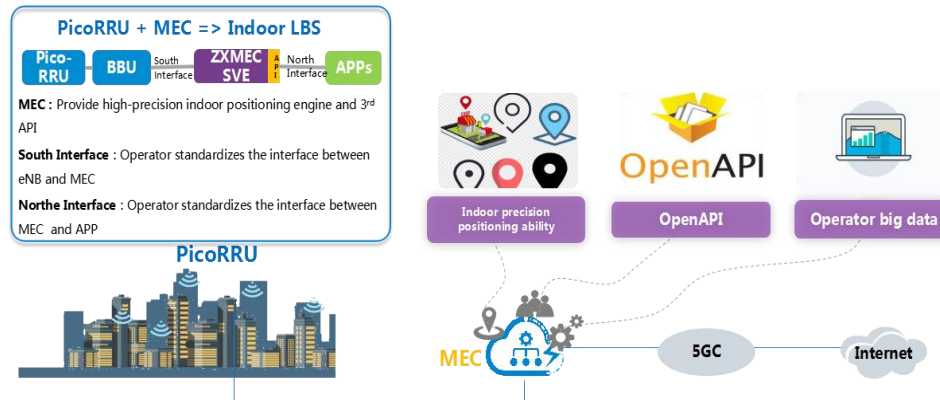 PicoRRU + MEC => Indoor LBS
Pico-
RRU
BBU
South
Interface
ZXMEC
SVE
API
North
Interface
APPs
MEC : Provide high-precision indoor positioning engine and 3rd
API
South Interface : Operator standardizes the interface between
eNB and MEC
Northe Interface : Operator standardizes the interface between
MEC and APP
PicoRRU
OpenAPI
Indoor precision
positioning ability
OpenAPI
Operator big data
MEC
5GC
Internet